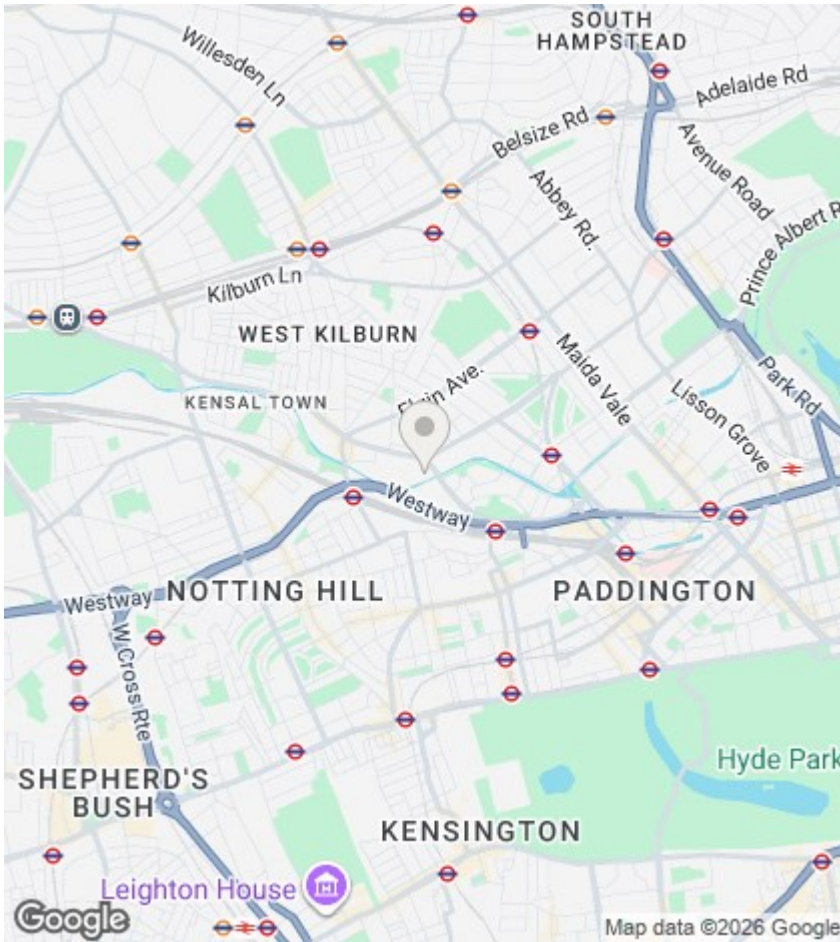 SOUTH
HAMPSTEAD
Willesden Ln
Adelaide Rd
Belsize Rd
Avenue Road
Abbey Rd.
Prince Albert R
Kilburn Ln
WEST KILBURN
Maida Vale
Park Rd
Elgin Ave.
KENSAL TOWN
Lisson Grove
Westway
NOTTING HILL
PADDINGTON
Westway
W Cross Rte
Hyde Park
SHEPHERD'S
BUSH
KENSINGTON
Leighton House
Google
Map data ©2026 Google